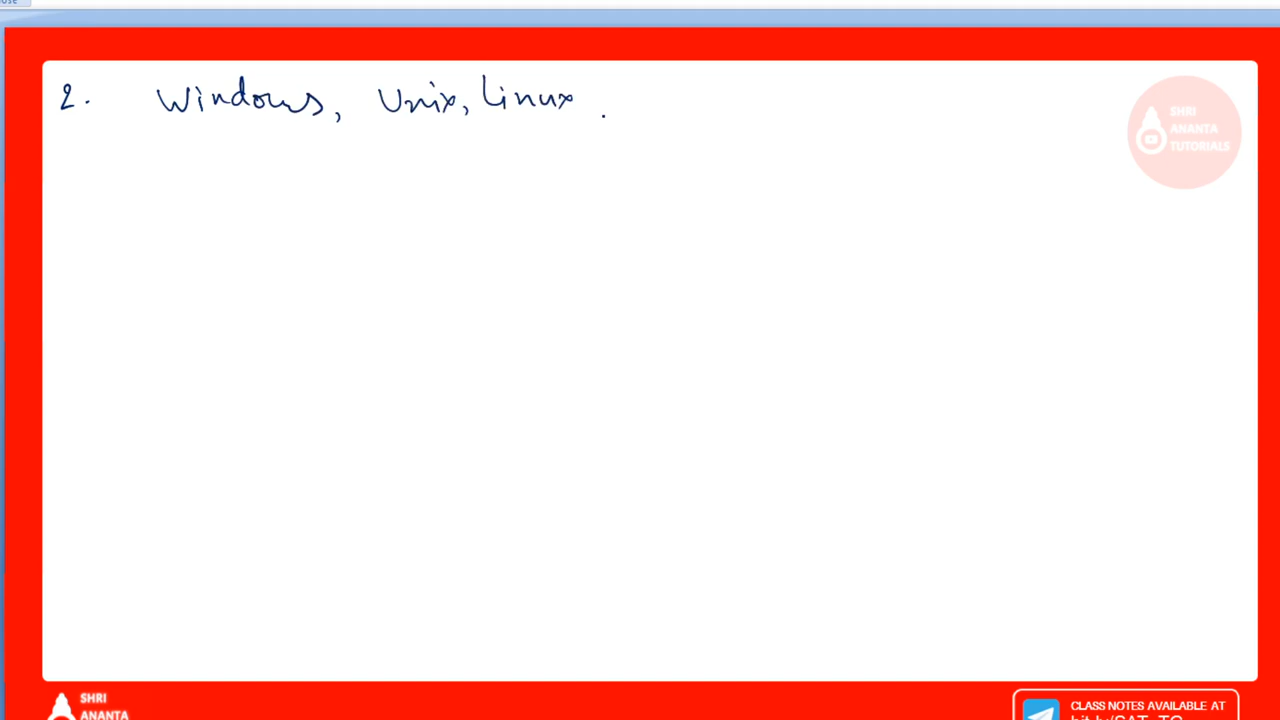 2. Windows, Unix, Linux .
SHRI
ANANTA
TUTORIALS
SHRI
ANANTA
CLASS NOTES AVAILABLE AT